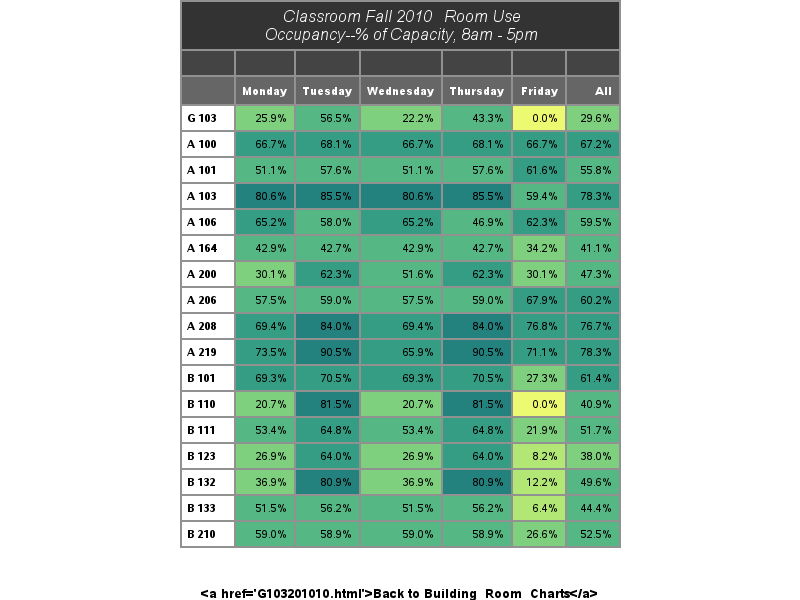 Classroom Fall 2010 Room Use
Occupancy--% of Capacity, 8am - 5pm
Monday Tuesday Wednesday Thursday Friday All
G 103 25.9% 56.5% 22.2% 43.3% 0.0% 29.6%
A 100 66.7% 68.1% 66.7% 68.1% 66.7% 67.2%
A 101 51.1% 57.6% 51.1% 57.6% 61.6% 55.8%
A 103 80.6% 85.5% 80.6% 85.5% 59.4% 78.3%
A 106 65.2% 58.0% 65.2% 46.9% 62.3% 59.5%
A 164 42.9% 42.7% 42.9% 42.7% 34.2% 41.1%
A 200 30.1% 62.3% 51.6% 62.3% 30.1% 47.3%
A 206 57.5% 59.0% 57.5% 59.0% 67.9% 60.2%
A 208 69.4% 84.0% 69.4% 84.0% 76.8% 76.7%
A 219 73.5% 90.5% 65.9% 90.5% 71.1% 78.3%
B 101 69.3% 70.5% 69.3% 70.5% 27.3% 61.4%
B 110 20.7% 81.5% 20.7% 81.5% 0.0% 40.9%
B 111 53.4% 64.8% 53.4% 64.8% 21.9% 51.7%
B 123 26.9% 64.0% 26.9% 64.0% 8.2% 38.0%
B 132 36.9% 80.9% 36.9% 80.9% 12.2% 49.6%
B 133 51.5% 56.2% 51.5% 56.2% 6.4% 44.4%
B 210 59.0% 58.9% 59.0% 58.9% 26.6% 52.5%
<a href='G103201010.html'>Back to Building Room Charts</a>